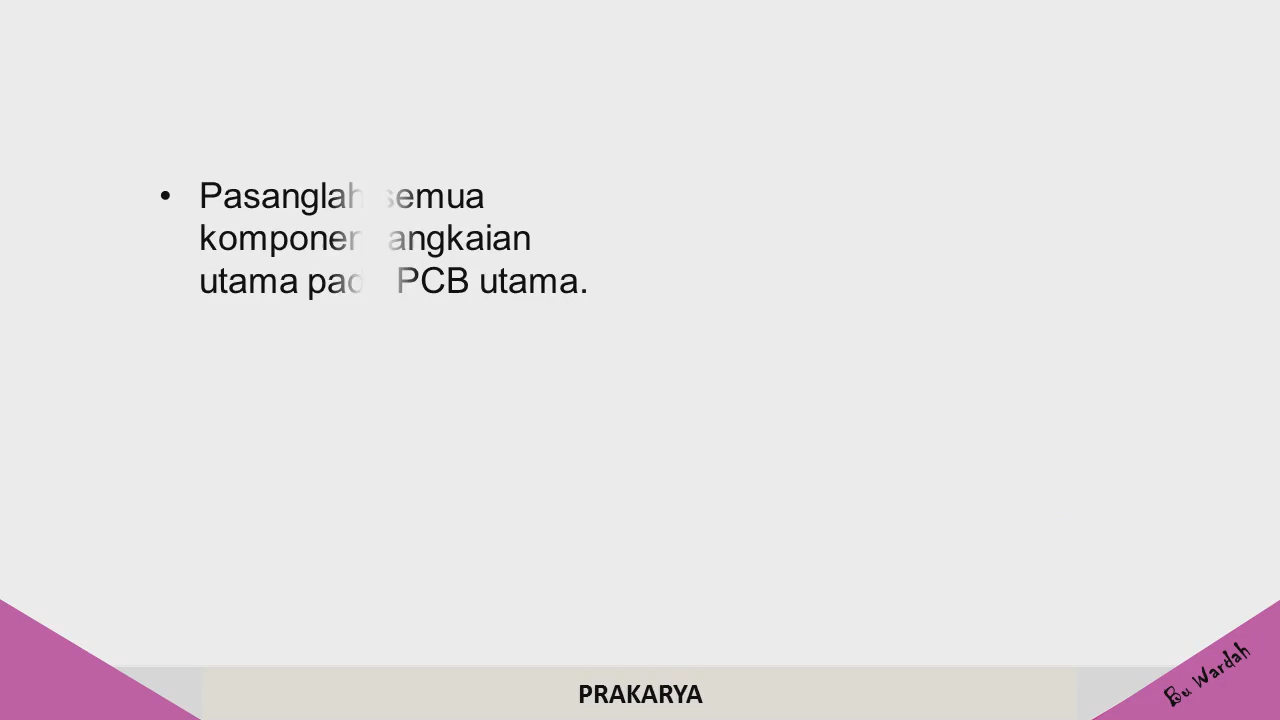 • Pasanglah semua
komponen rangkaian
utama pada PCB utama.
PRAKARYA
Bu Wardah